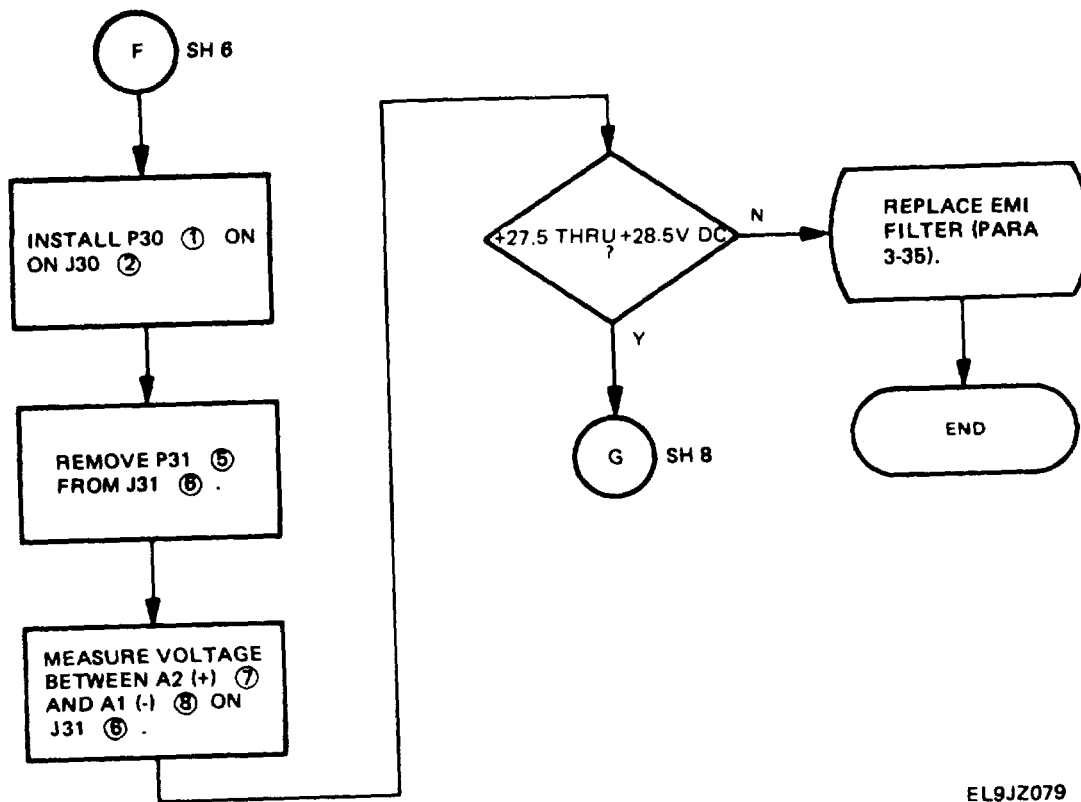 F SH 6
INSTALL P30 ① ON
ON J30 ②
REMOVE P31 ⑤
FROM J31 ⑥ .
MEASURE VOLTAGE
BETWEEN A2 (+) ⑦
AND A1 (-) ⑧ ON
J31 ⑥ .
+27.5 THRU +28.5V DC
?
N
Y
REPLACE EMI
FILTER (PARA
3-35).
END
G SH 8
EL9JZ079